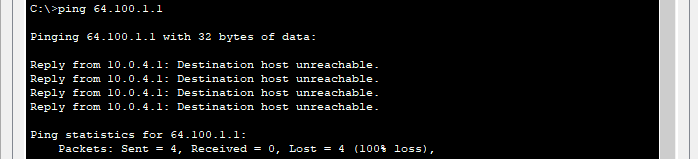 C:\>ping 64.100.1.1
Pinging 64.100.1.1 with 32 bytes of data:
Reply from 10.0.4.1: Destination host unreachable.
Reply from 10.0.4.1: Destination host unreachable.
Reply from 10.0.4.1: Destination host unreachable.
Reply from 10.0.4.1: Destination host unreachable.
Ping statistics for 64.100.1.1:
Packets: Sent = 4, Received = 0, Lost = 4 (100% loss),